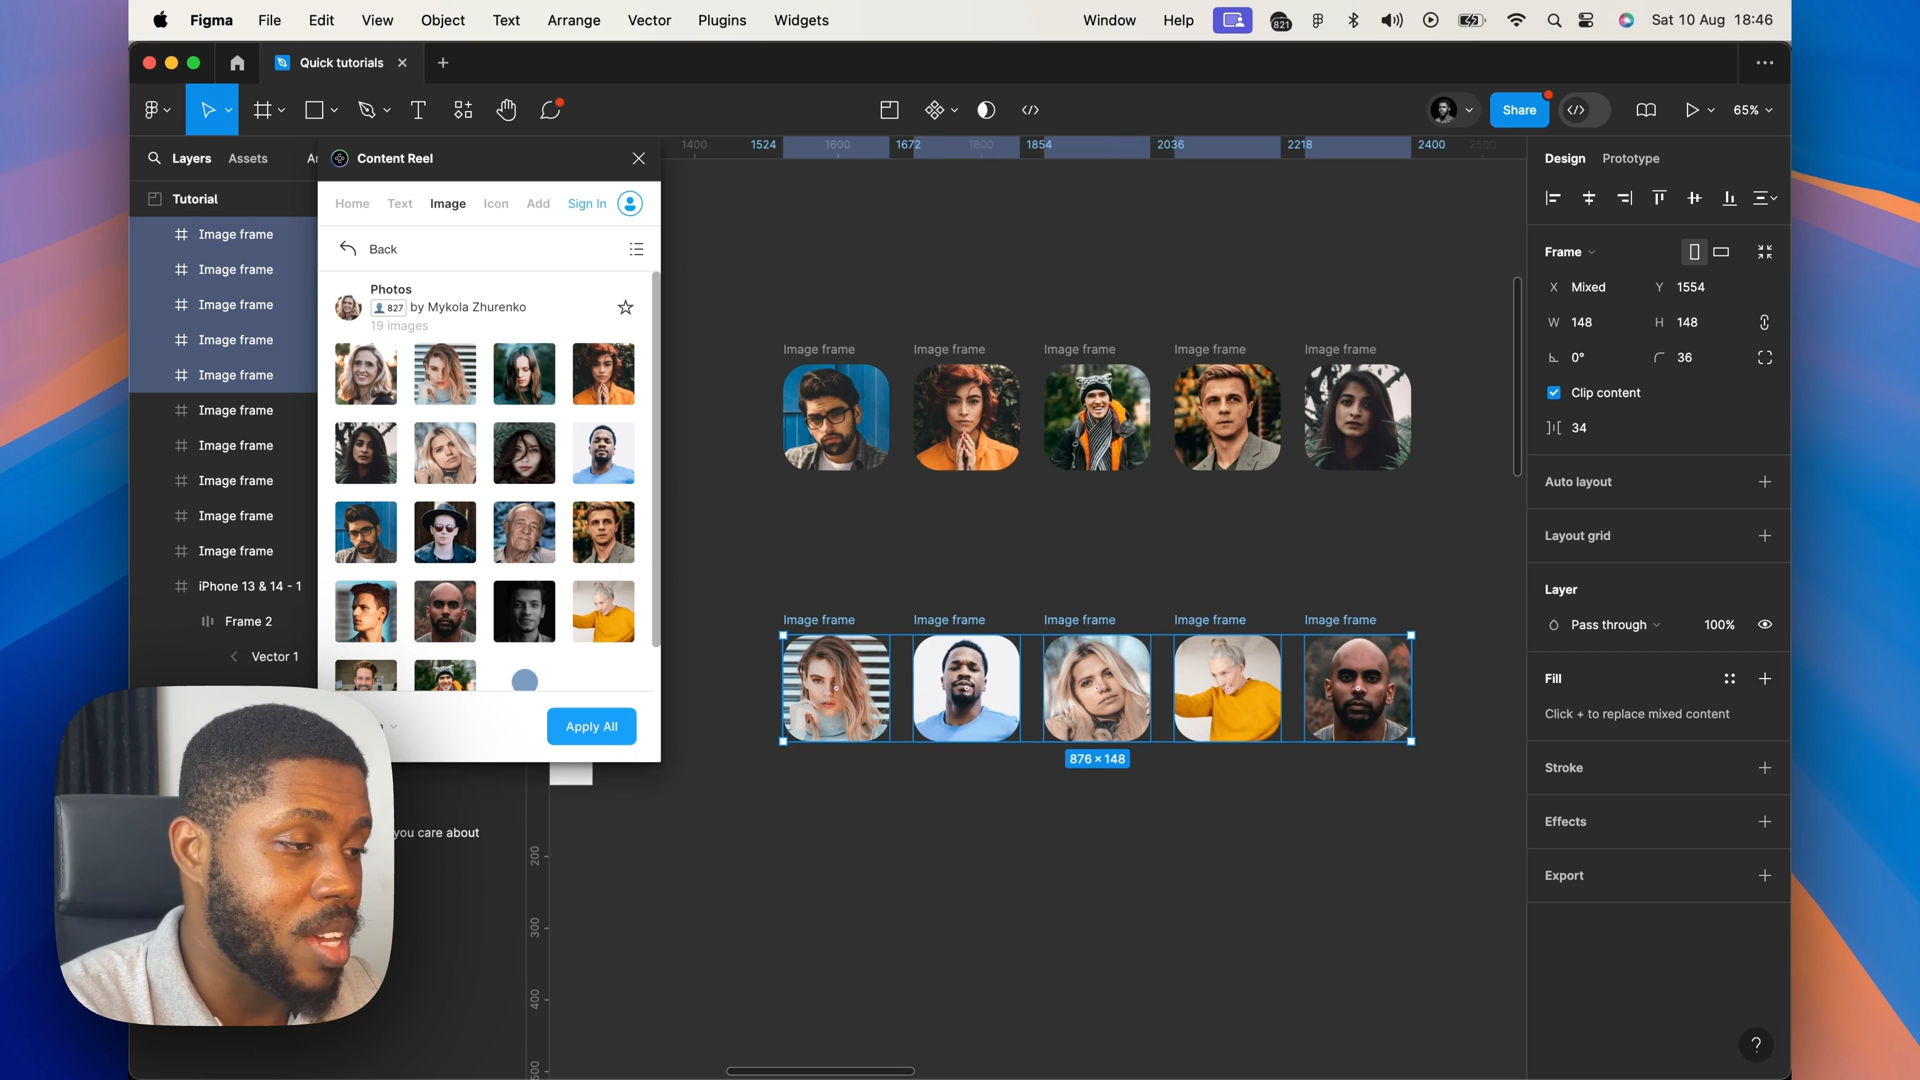 Figma File Edit View Object Text Arrange Vector Plugins Widgets Window Help 821 Sat 10 Aug 18:46
Quick tutorials
Share 65%
Layers Assets
Content Reel
1400 1524 1600 1672 1800 1854 2036 2218 2400 2500
Design Prototype
Tutorial
Home Text Image Icon Add Sign In
Image frame
Back
Frame
Image frame
X Mixed Y 1554
Photos
827 by Mykola Zhurenko
19 images
Image frame
W 148 H 148
Image frame
Image frame Image frame Image frame Image frame Image frame
0° 36
Image frame
Clip content
Image frame
34
Image frame
Auto layout
Image frame
Image frame
Layout grid
Image frame
iPhone 13 & 14 - 1
Layer
Frame 2
Image frame Image frame Image frame Image frame Image frame
Pass through 100%
Vector 1
Fill
Click + to replace mixed content
Apply All
876 × 148
Stroke
Effects
you care about
200
Export
300
400
500
?